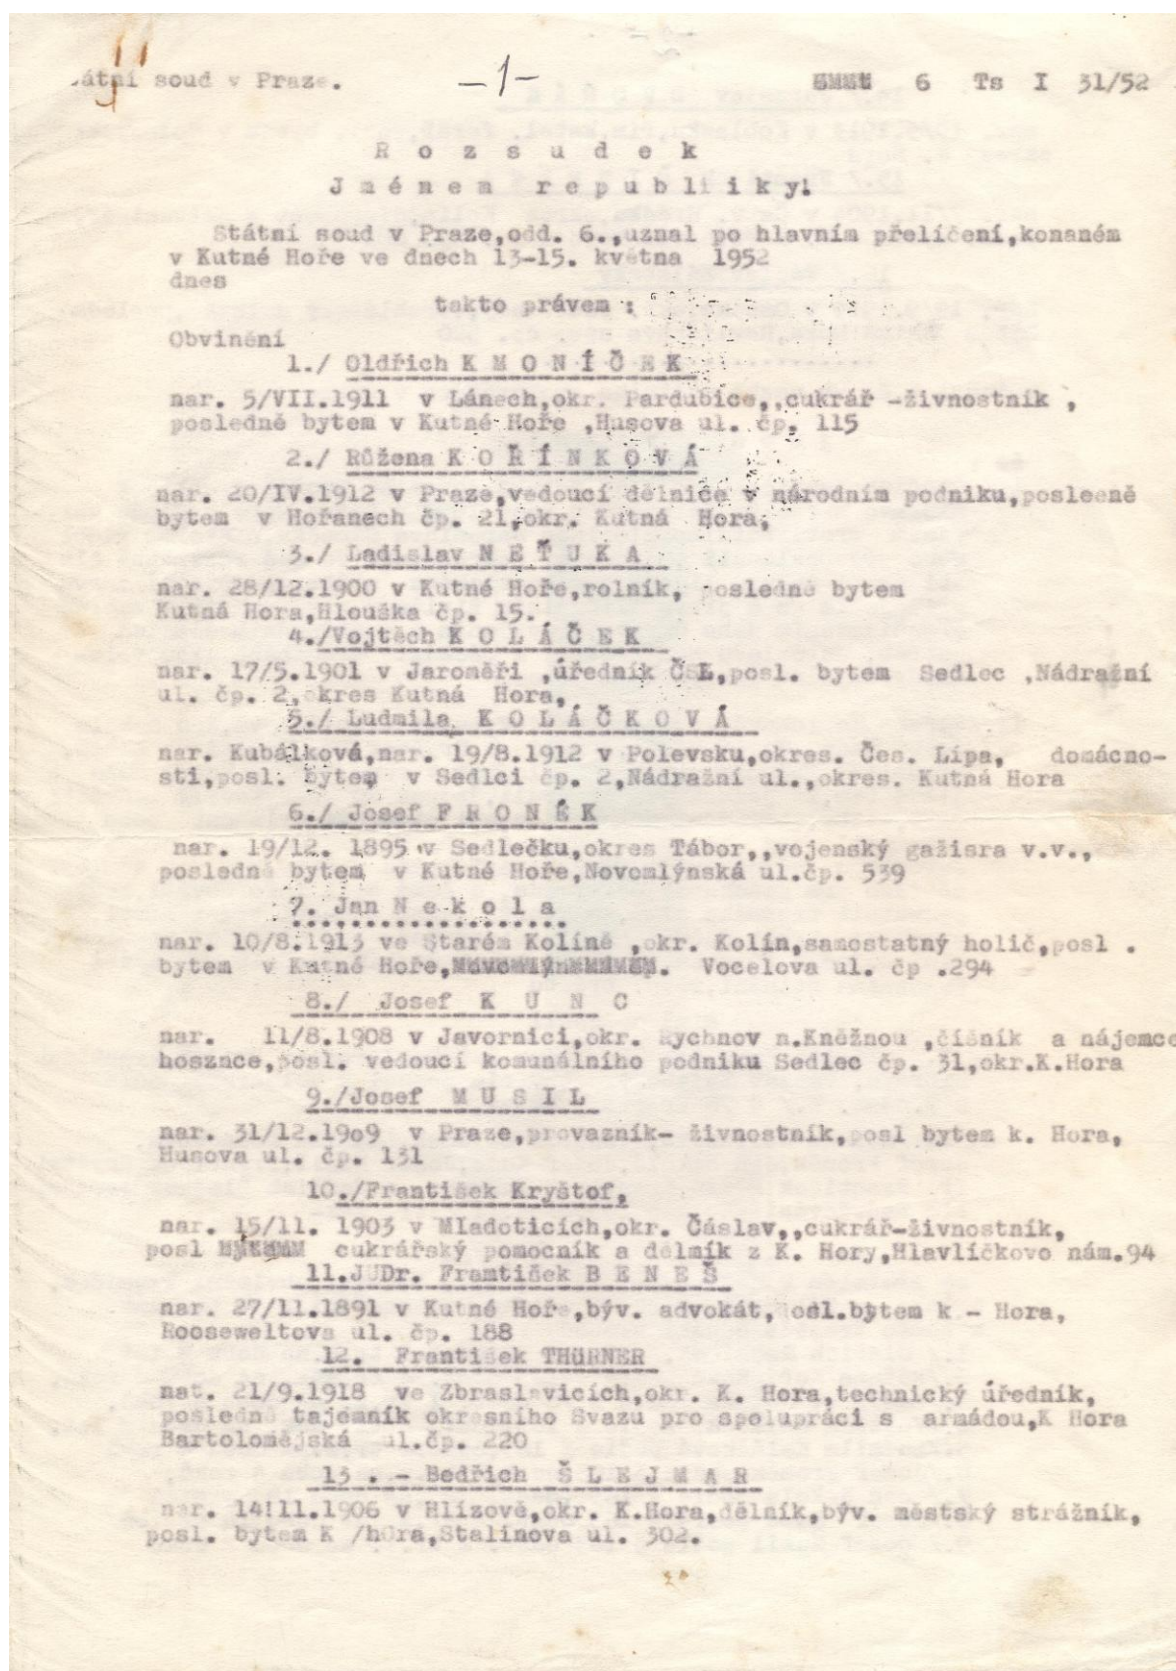 Státní soud v Praze. -1- 6 Ts I 31/52
R o z s u d e k
J m é n e m r e p u b l i i k y!
Státní soud v Praze,odd. 6.,uznal po hlavním přelíčení,konaném
v Kutné Hoře ve dnech 13-15. května 1952
dnes
takto právem :
Obvinění
1./ Oldřich K M O N Í Č E K
nar. 5/VII.1911 v Lánech,okr. Pardubice,,cukrář -živnostník ,
posledně bytem v Kutné Hoře ,Husova ul. čp. 115
2./ Růžena K O Ř Í N K O V Á
nar. 20/IV.1912 v Praze,vedoucí dělnice v národním podniku,posleeně
bytem v Hořanech čp. 21,okr. Kutná Hora,
3./ Ladislav N E Ť U K A
nar. 28/12.1900 v Kutné Hoře,rolník, posledně bytem
Kutná Hora,Hlouška čp. 15.
4./Vojtěch K O L Á Č E K
nar. 17/5.1901 v Jaroměři ,úředník ČSL,posl. bytem Sedlec ,Nádražní
ul. čp. 2,okres Kutná Hora,
5./ Ludmila K O L Á Č K O V Á
nar. Kubálková,nar. 19/8.1912 v Polevsku,okres. Čes. Lípa, domácno-
sti,posl. bytem v Sedlci čp. 2,Nádražní ul.,okres. Kutná Hora
6./ Josef F R O N Ě K
nar. 19/12. 1895 v Sedlečku,okres Tábor,,vojenský gažisra v.v.,
posledně bytem v Kutné Hoře,Novomlýnská ul.čp. 539
7. Jan N e k o l a
nar. 10/8.1913 ve Starém Kolíně ,okr. Kolín,samostatný holič,posl .
bytem v Kutné Hoře, Vocelova ul. čp .294
8./ Josef K U N C
nar. 11/8.1908 v Javornici,okr. Rychnov n.Kněžnou ,číšník a nájemce
hosznce,posl. vedoucí komunálního podniku Sedlec čp. 31,okr.K.Hora
9./Josef M U S I L
nar. 31/12.19o9 v Praze,provazník- živnostník,posl bytem k. Hora,
Husova ul. čp. 131
10./František Kryštof,
nar. 15/11. 1903 v Mladoticích,okr. Čáslav,,cukrář-živnostník,
posl cukrářský pomocník a dělmík z K. Hory,Hlavlíčkovo nám.94
11.JUDr. Framtišek B E N E Š
nar. 27/11.1891 v Kutné Hoře,býv. advokát,posl.bytem k - Hora,
Rooseweltova ul. čp. 188
12. František THÜRNER
nat. 21/9.1918 ve Zbraslavicích,okr. K. Hora,technický úředník,
posledně tajemník okresního Svazu pro spolupráci s armádou,K Hora
Bartolomějská ul.čp. 220
13 .- Bedřich Š L E J M A R
nar. 14!11.1906 v Hlízově,okr. K.Hora,dělník,býv. městský strážník,
posl. bytem K /hůra,Stalinova ul. 302.